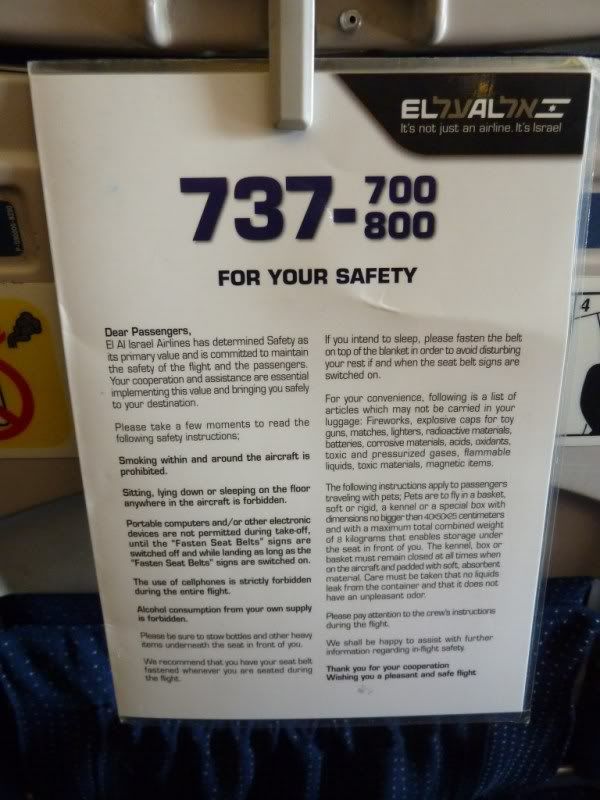 ELעלALאל
It's not just an airline. It's Israel
737-700
800
FOR YOUR SAFETY
Dear Passengers,
El Al Israel Airlines has determined Safety as
its primary value and is committed to maintain
the safety of the flight and the passengers.
Your cooperation and assistance are essential
implementing this value and bringing you safely
to your destination.
Please take a few moments to read the
following safety instructions;
Smoking within and around the aircraft is
prohibited.
Sitting, lying down or sleeping on the floor
anywhere in the aircraft is forbidden.
Portable computers and/or other electronic
devices are not permitted during take-off,
until the "Fasten Seat Belts" signs are
switched off and while landing as long as the
"Fasten Seat Belts" signs are switched on.
The use of cellphones is strictly forbidden
during the entire flight.
Alcohol consumption from your own supply
is forbidden.
Please be sure to stow bottles and other heavy
items underneath the seat in front of you.
We recommend that you have your seat belt
fastened whenever you are seated during
the flight.
If you intend to sleep, please fasten the belt
on top of the blanket in order to avoid disturbing
your rest if and when the seat belt signs are
switched on.
For your convenience, following is a list of
articles which may not be carried in your
luggage: Fireworks, explosive caps for toy
guns, matches, lighters, radioactive materials,
batteries, corrosive materials, acids, oxidants,
toxic and pressurized gases, flammable
liquids, toxic materials, magnetic items.
The following instructions apply to passengers
traveling with pets; Pets are to fly in a basket,
soft or rigid, a kennel or a special box with
dimensions no bigger then 40X50X25 centimeters
and with a maximum total combined weight
of 8 kilograms that enables storage under
the seat in front of you. The kennel, box or
basket must remain closed at all times when
on the aircraft and padded with soft, absorbent
material. Care must be taken that no liquids
leak from the container and that it does not
have an unpleasant odor.
Please pay attention to the crew's instructions
during the flight.
We shall be happy to assist with further
information regarding in-flight safety.
Thank you for your cooperation
Wishing you a pleasant and safe flight
4